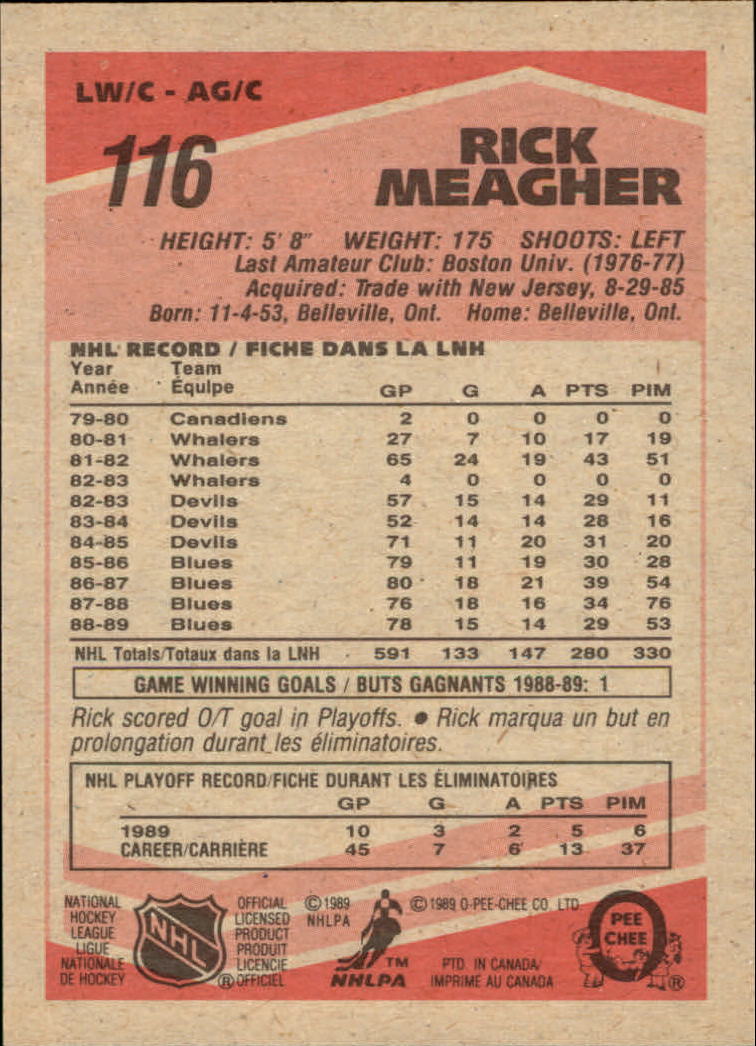 LW/C - AG/C
116
RICK
MEAGHER
HEIGHT: 5' 8" WEIGHT: 175 SHOOTS: LEFT
Last Amateur Club: Boston Univ. (1976-77)
Acquired: Trade with New Jersey, 8-29-85
Born: 11-4-53, Belleville, Ont. Home: Belleville, Ont.
NHL RECORD / FICHE DANS LA LNH
Year Team
Année Équipe GP G A PTS PIM
79-80 Canadiens 2 0 0 0 0
80-81 Whalers 27 7 10 17 19
81-82 Whalers 65 24 19 43 51
82-83 Whalers 4 0 0 0 0
82-83 Devils 57 15 14 29 11
83-84 Devils 52 14 14 28 16
84-85 Devils 71 11 20 31 20
85-86 Blues 79 11 19 30 28
86-87 Blues 80 18 21 39 54
87-88 Blues 76 18 16 34 76
88-89 Blues 78 15 14 29 53
NHL Totals/Totaux dans la LNH 591 133 147 280 330
GAME WINNING GOALS / BUTS GAGNANTS 1988-89: 1
Rick scored O/T goal in Playoffs. ● Rick marqua un but en
prolongation durant les éliminatoires.
NHL PLAYOFF RECORD/FICHE DURANT LES ÉLIMINATOIRES
GP G A PTS PIM
1989 10 3 2 5 6
CAREER/CARRIÈRE 45 7 6 13 37
NATIONAL
HOCKEY
LEAGUE
LIGUE
NATIONALE
DE HOCKEY
NHL
®
OFFICIAL
LICENSED
PRODUCT
PRODUIT
LICENCIE
OFFICIEL
©1989
NHLPA
TM
NHLPA
©1989 O-PEE-CHEE CO. LTD
PTD. IN CANADA
IMPRIME AU CANADA
PEE
CHEE
®